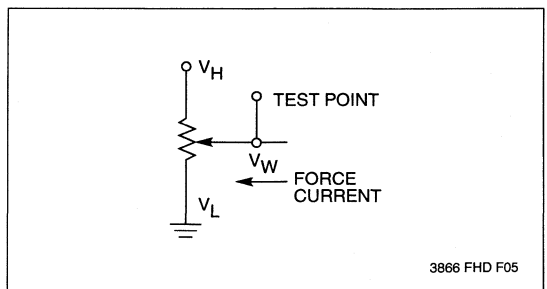 VH
TEST POINT
VW
FORCE
CURRENT
VL
3866 FHD F05